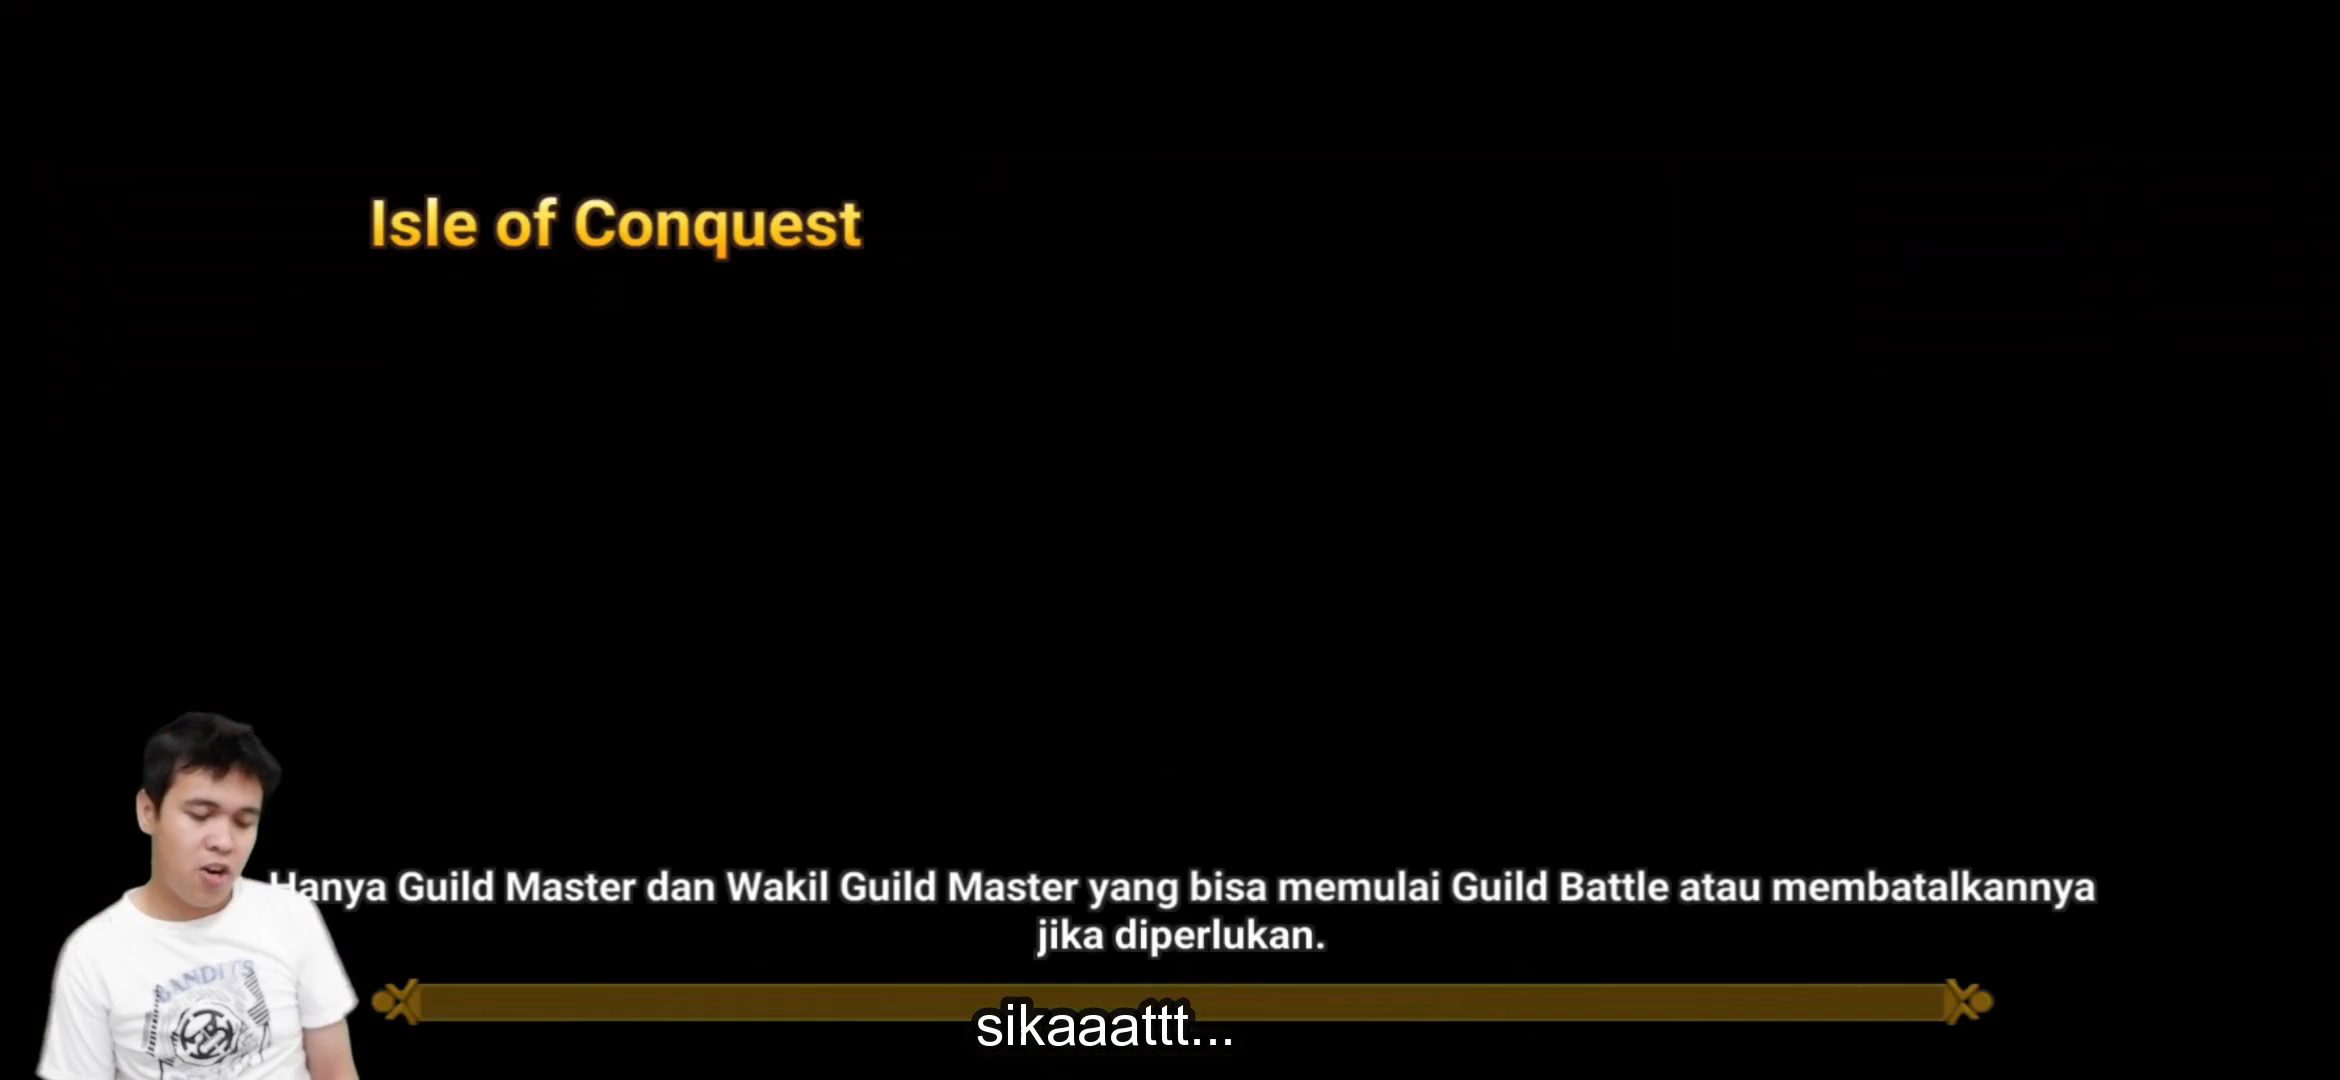 Isle of Conquest
Hanya Guild Master dan Wakil Guild Master yang bisa memulai Guild Battle atau membatalkannya
jika diperlukan.
sikaaattt...
BANDITS